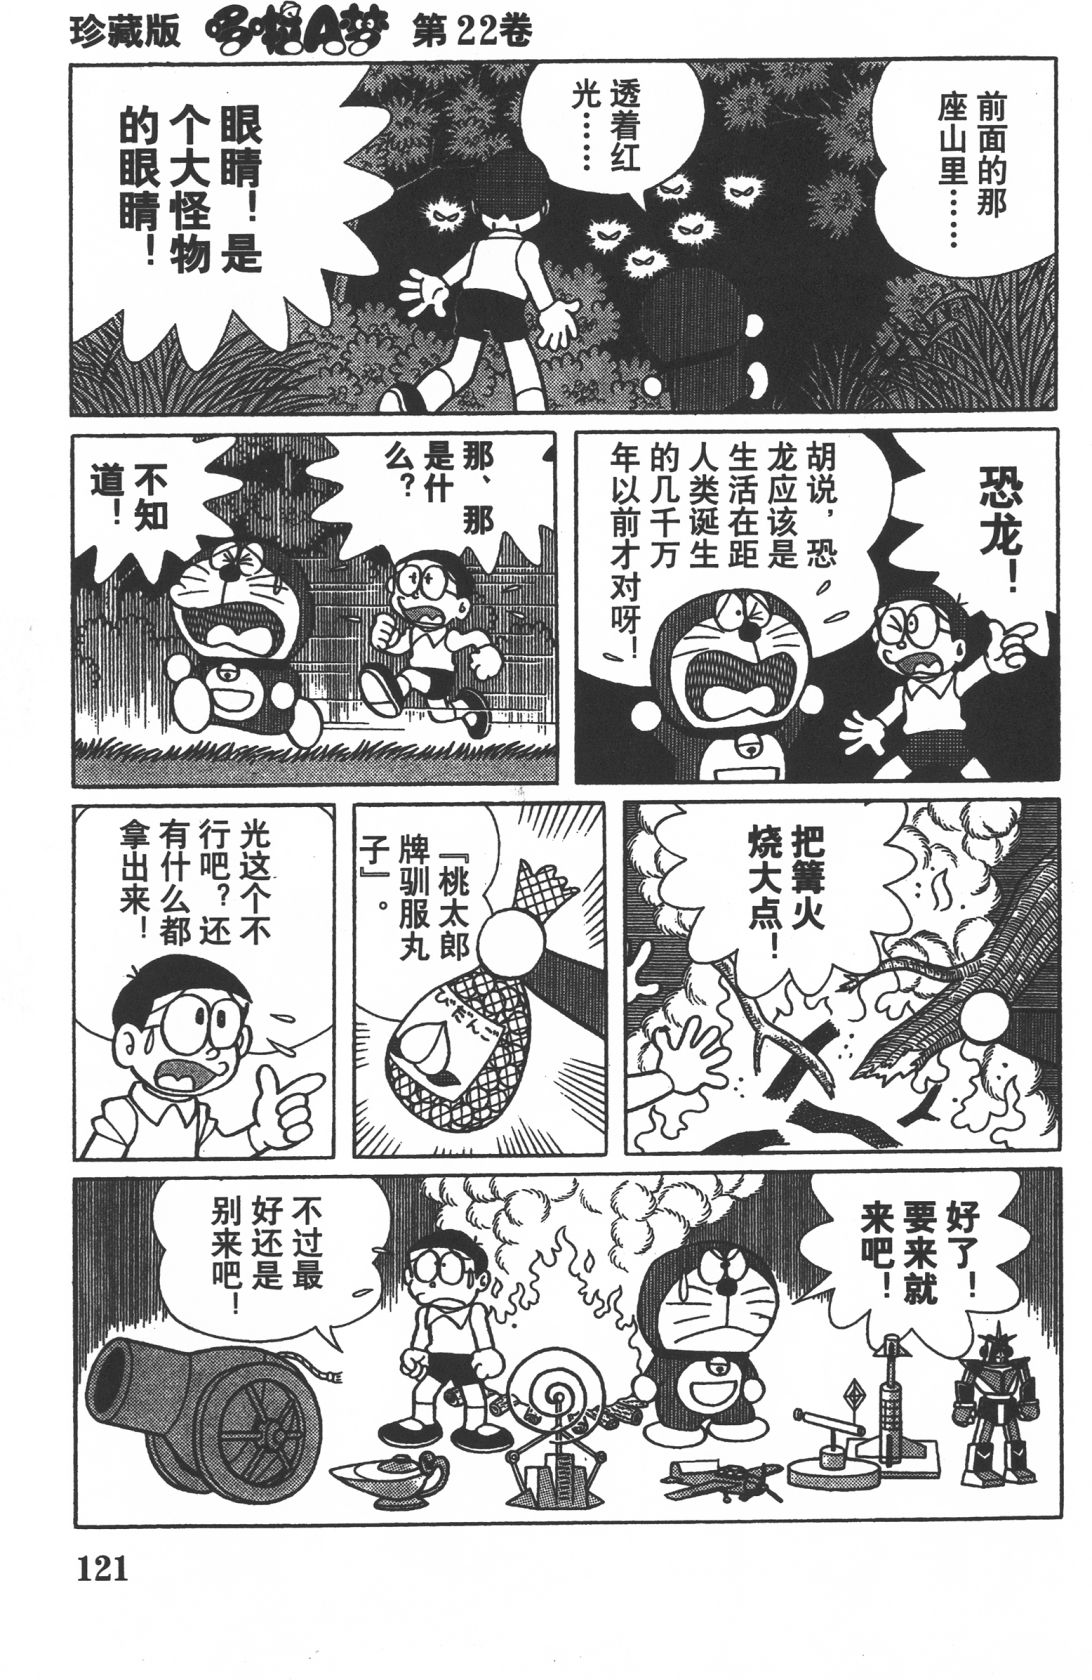 珍藏版 哆啦A梦 第22卷
前面的那
座山里……
透着红
光……
眼睛！是
个大怪物
的眼睛！
恐龙！
胡说，恐
龙应该是
生活在距
人类诞生
的几千万
年以前才对呀！
那、那
是什
么？
不知
道！
把篝火
烧大点！
『桃太郎
牌驯服丸
子』。
びだんご
光这个不
行吧？还
有什么都
拿出来！
好了！
要来就
来吧！
不过最
好还是
别来吧！
121